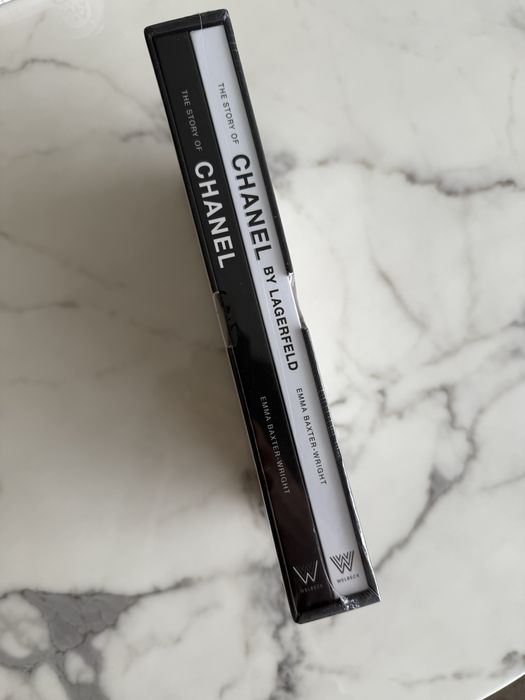 THE STORY OF CHANEL
EMMA BAXTER-WRIGHT
WELBECK
THE STORY OF CHANEL BY LAGERFELD
EMMA BAXTER-WRIGHT
WELBECK